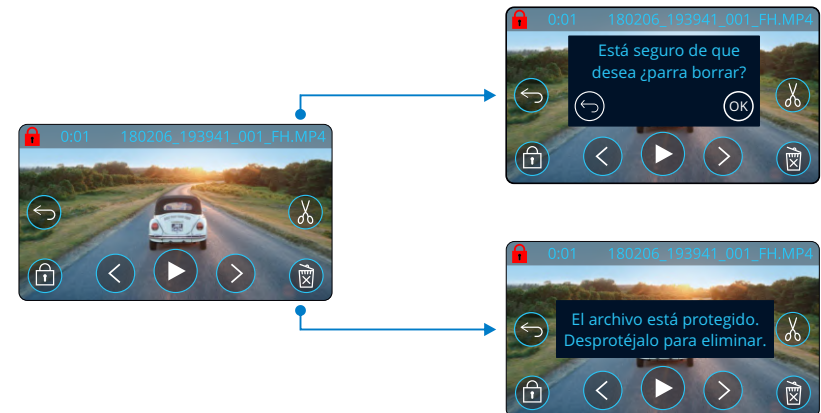 0:01 180206_193941_001_FH.MP4
Está seguro de que
desea ¿parra borrar?
OK
0:01 180206_193941_001_FH.MP4
0:01 180206_193941_001_FH.MP4
El archivo está protegido.
Desprotéjalo para eliminar.